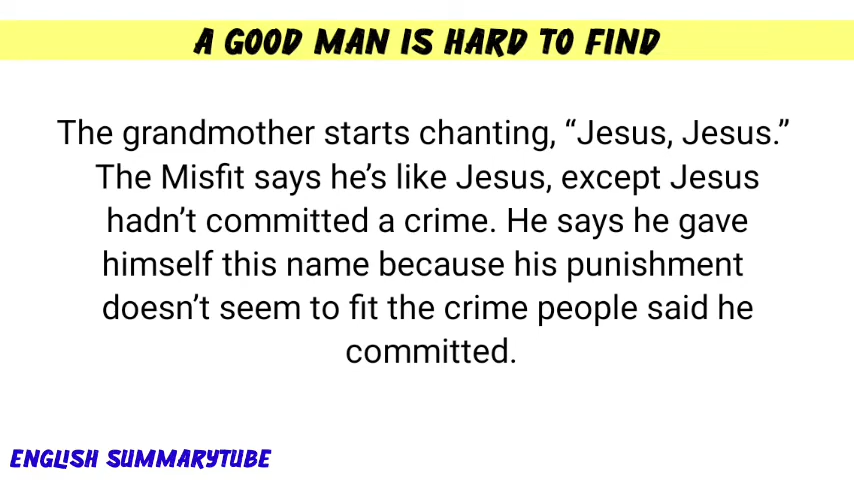 A GOOD MAN IS HARD TO FIND
The grandmother starts chanting, “Jesus, Jesus.”
The Misfit says he’s like Jesus, except Jesus
hadn’t committed a crime. He says he gave
himself this name because his punishment
doesn’t seem to fit the crime people said he
committed.
ENGLISH SUMMARYTUBE